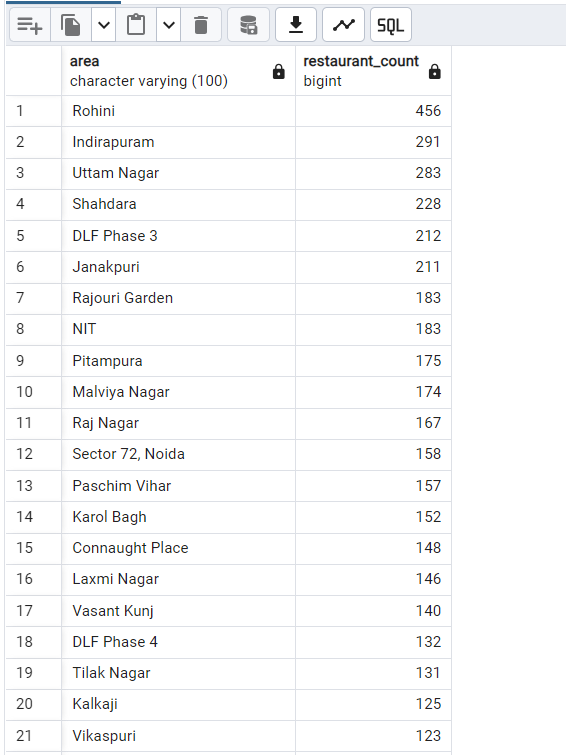 SQL
area restaurant_count
character varying (100) bigint
1 Rohini 456
2 Indirapuram 291
3 Uttam Nagar 283
4 Shahdara 228
5 DLF Phase 3 212
6 Janakpuri 211
7 Rajouri Garden 183
8 NIT 183
9 Pitampura 175
10 Malviya Nagar 174
11 Raj Nagar 167
12 Sector 72, Noida 158
13 Paschim Vihar 157
14 Karol Bagh 152
15 Connaught Place 148
16 Laxmi Nagar 146
17 Vasant Kunj 140
18 DLF Phase 4 132
19 Tilak Nagar 131
20 Kalkaji 125
21 Vikaspuri 123